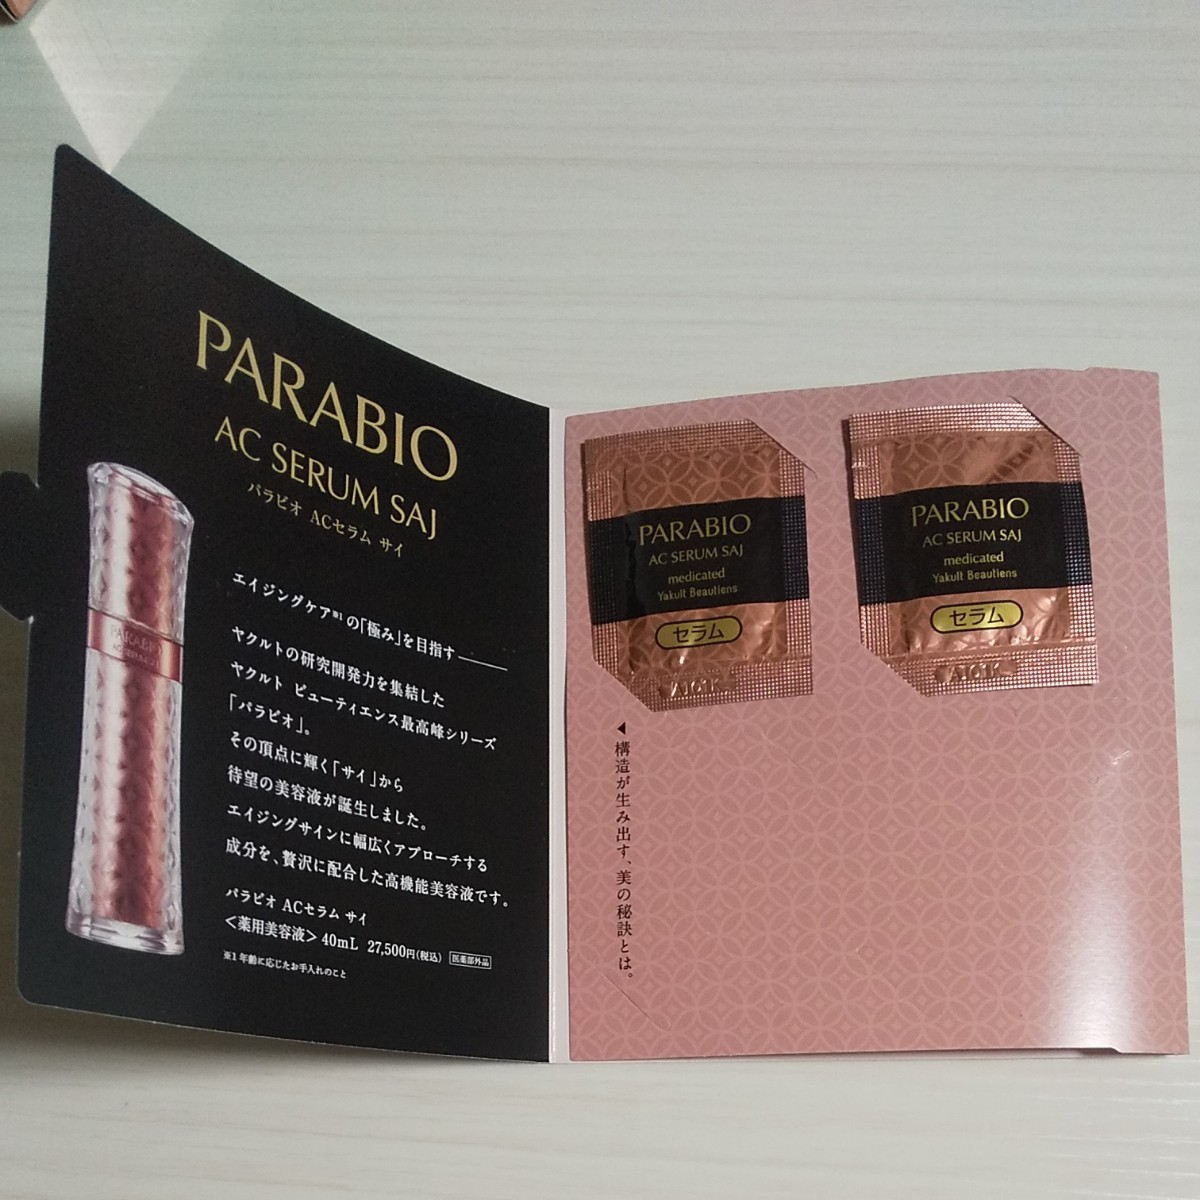 PARABIO
AC SERUM SAJ
パラビオ ACセラム サイ
エイジングケア※1の「極み」を目指す――
ヤクルトの研究開発力を集結した
ヤクルト ビューティエンス最高峰シリーズ
「パラビオ」。
その頂点に輝く「サイ」から
待望の美容液が誕生しました。
エイジングサインに幅広くアプローチする
成分を、贅沢に配合した高機能美容液です。
パラビオ ACセラム サイ
<薬用美容液> 40mL 27,500円(税込) 医薬部外品
※1 年齢に応じたお手入れのこと
PARABIO
PARABIO
AC SERUM SAJ
medicated
Yakult Beautiens
セラム
PARABIO
AC SERUM SAJ
medicated
Yakult Beautiens
セラム
◀構造が生み出す、美の秘訣とは。